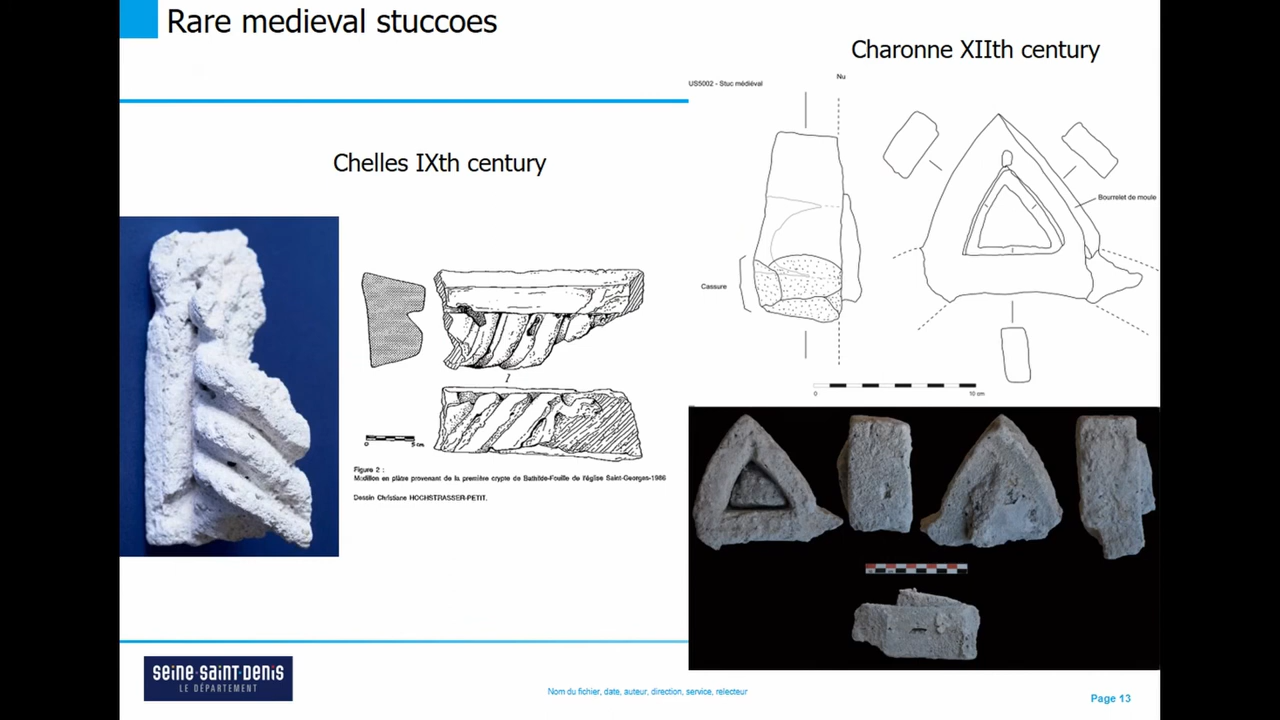 Rare medieval stuccoes
Charonne XIIth century
US5002 - Stuc médiéval
Nu
Chelles IXth century
Bourrelet de moule
Cassure
0
10 cm
0
5 cm
Figure 2 :
Modillon en plâtre provenant de la première crypte de Bathilde-Fouille de l'église Saint-Georges-1986
Dessin Christiane HOCHSTRASSER-PETIT.
seine-saint-denis
LE DÉPARTEMENT
Nom du fichier, date, auteur, direction, service, relecteur
Page 13